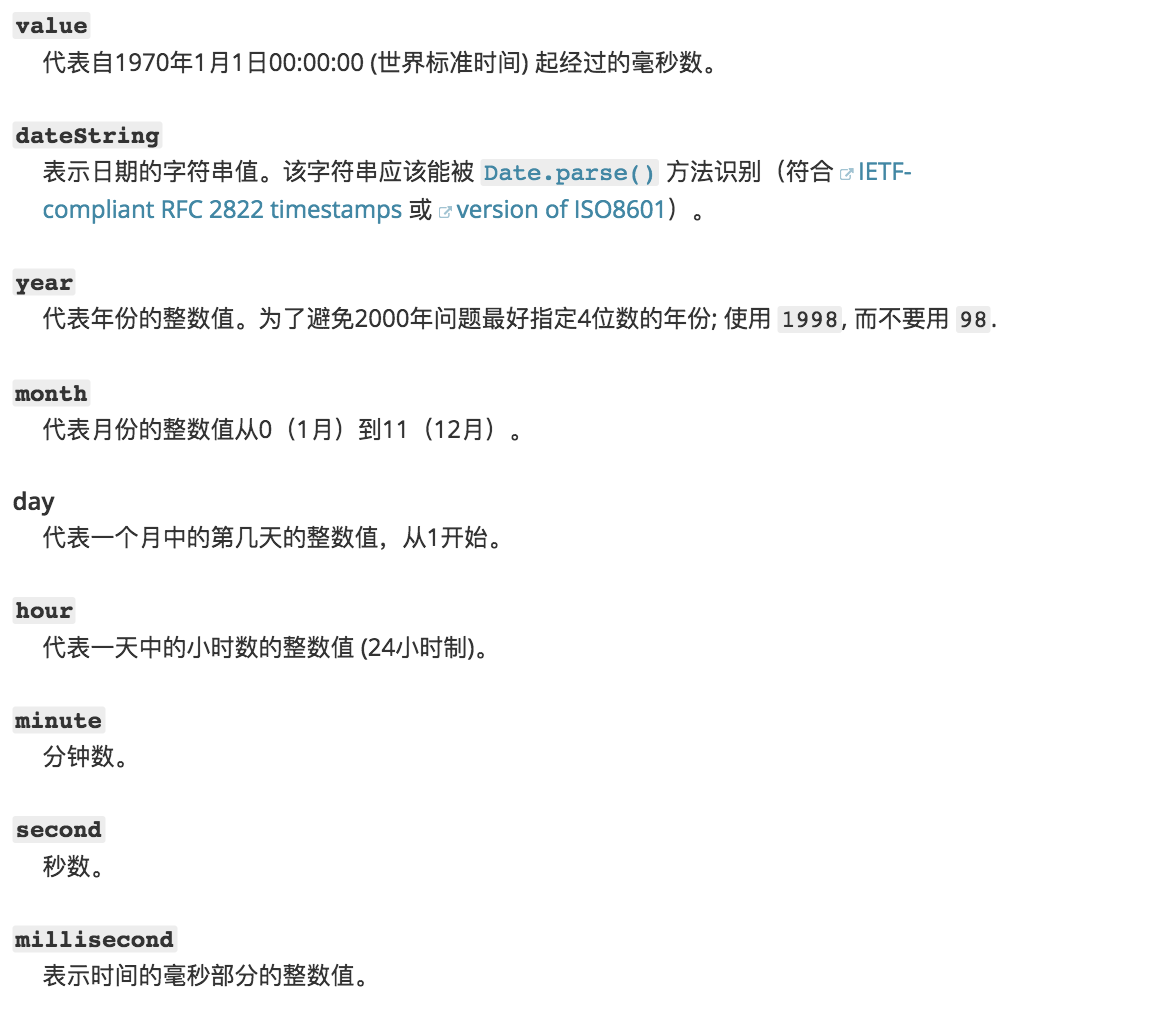 value
代表自1970年1月1日00:00:00 (世界标准时间) 起经过的毫秒数。
dateString
表示日期的字符串值。该字符串应该能被 Date.parse() 方法识别（符合 IETF-
compliant RFC 2822 timestamps 或 version of ISO8601）。
year
代表年份的整数值。为了避免2000年问题最好指定4位数的年份; 使用 1998, 而不要用 98.
month
代表月份的整数值从0（1月）到11（12月）。
day
代表一个月中的第几天的整数值，从1开始。
hour
代表一天中的小时数的整数值 (24小时制)。
minute
分钟数。
second
秒数。
millisecond
表示时间的毫秒部分的整数值。